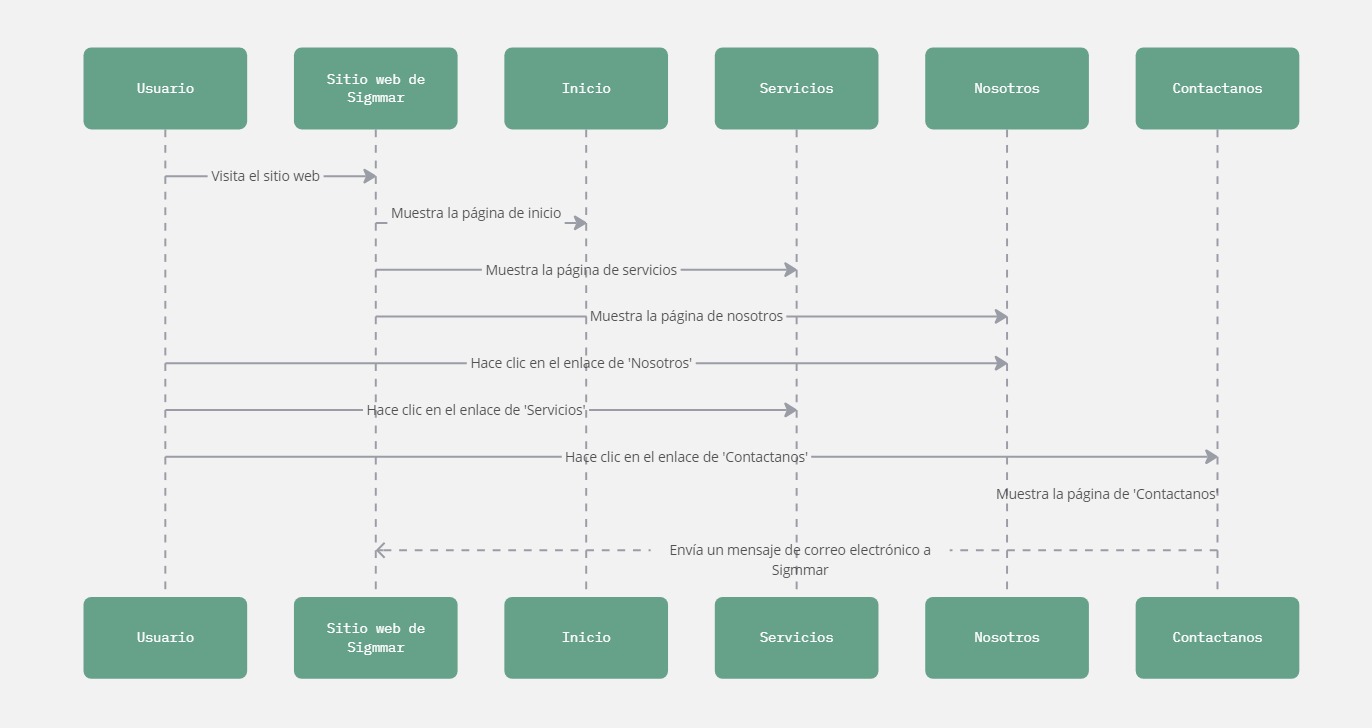 Usuario
Sitio web de
Sigmmar
Inicio
Servicios
Nosotros
Contactanos
Visita el sitio web
Muestra la página de inicio
Muestra la página de servicios
Muestra la página de nosotros
Hace clic en el enlace de 'Nosotros'
Hace clic en el enlace de 'Servicios'
Hace clic en el enlace de 'Contactanos'
Muestra la página de 'Contactanos'
Envía un mensaje de correo electrónico a
Sigmmar
Usuario
Sitio web de
Sigmmar
Inicio
Servicios
Nosotros
Contactanos